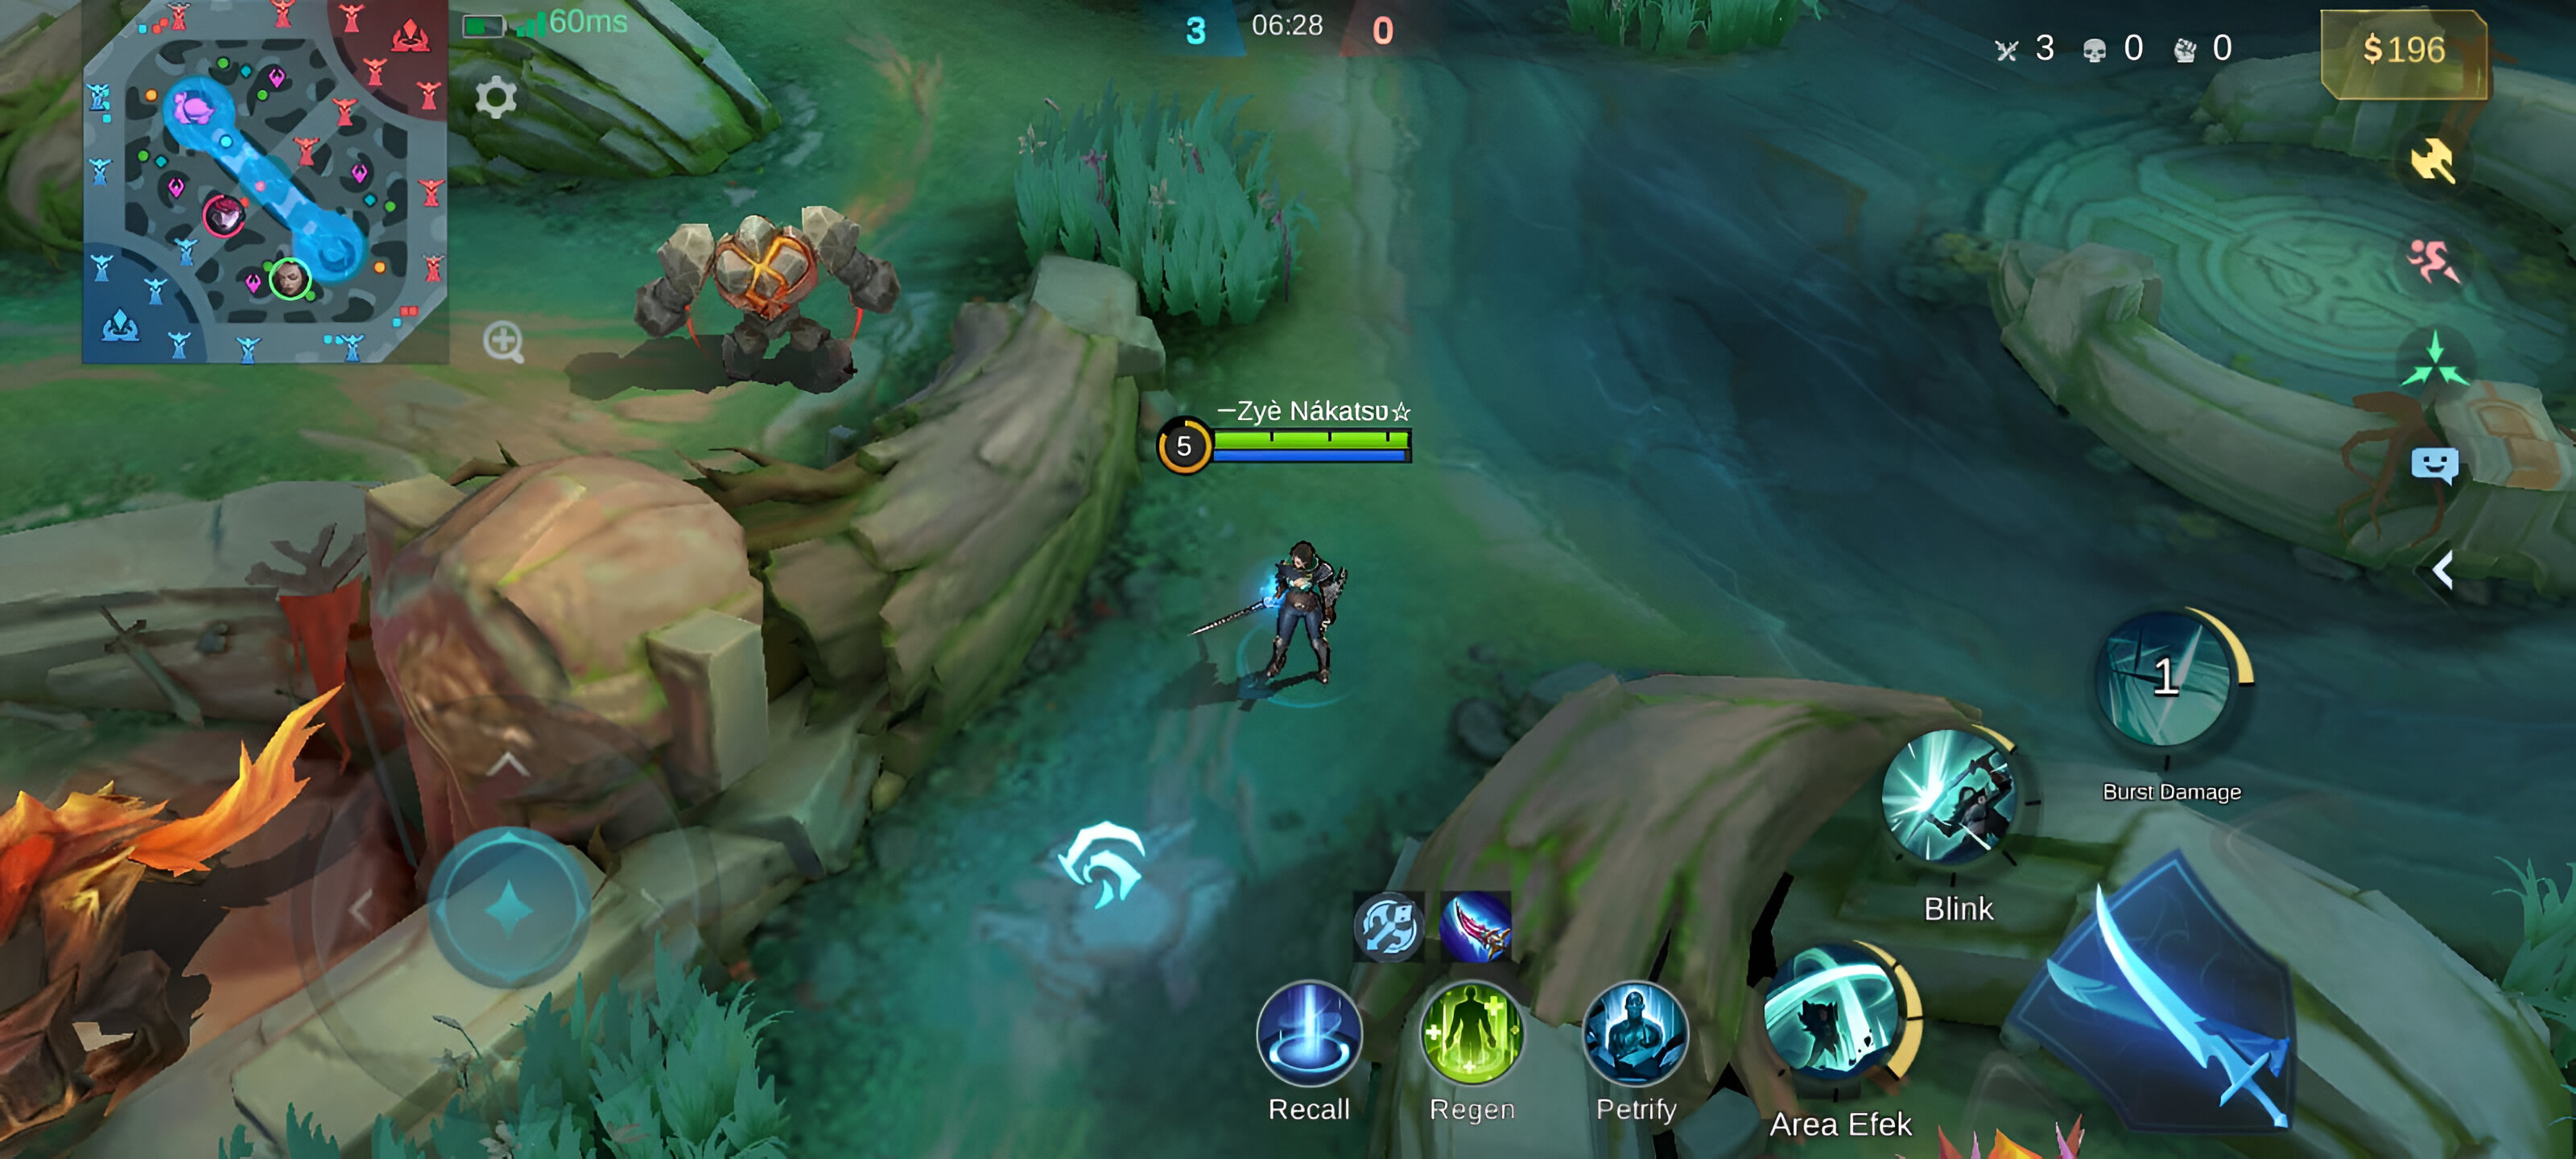 60ms
3 06:28 0
3 0 0
$196
—Zyè Nákatsʋ☆
5
1
Burst Damage
Blink
Recall
Regen
Petrify
Area Efek